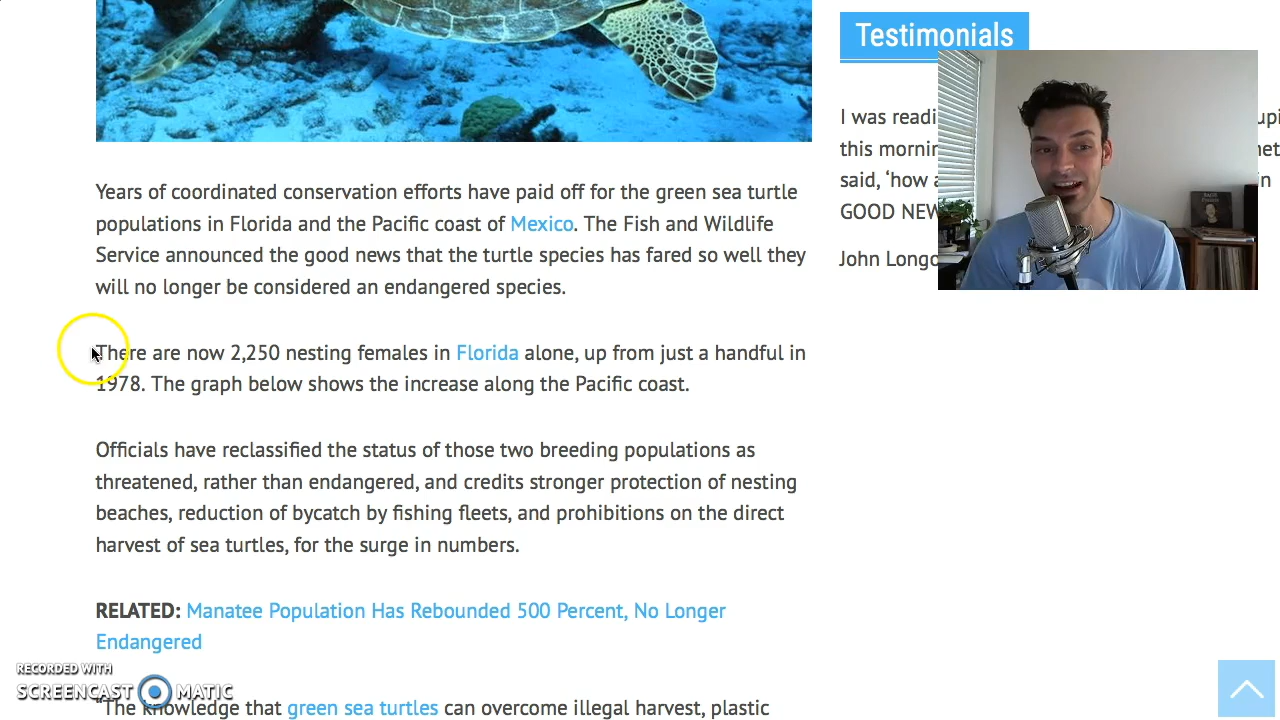 Testimonials
I was readi upi
this mornin net
said, ‘how a in
GOOD NEW
John Longo
Years of coordinated conservation efforts have paid off for the green sea turtle
populations in Florida and the Pacific coast of Mexico. The Fish and Wildlife
Service announced the good news that the turtle species has fared so well they
will no longer be considered an endangered species.
There are now 2,250 nesting females in Florida alone, up from just a handful in
1978. The graph below shows the increase along the Pacific coast.
Officials have reclassified the status of those two breeding populations as
threatened, rather than endangered, and credits stronger protection of nesting
beaches, reduction of bycatch by fishing fleets, and prohibitions on the direct
harvest of sea turtles, for the surge in numbers.
RELATED: Manatee Population Has Rebounded 500 Percent, No Longer
Endangered
“The knowledge that green sea turtles can overcome illegal harvest, plastic
RECORDED WITH
SCREENCAST MATIC